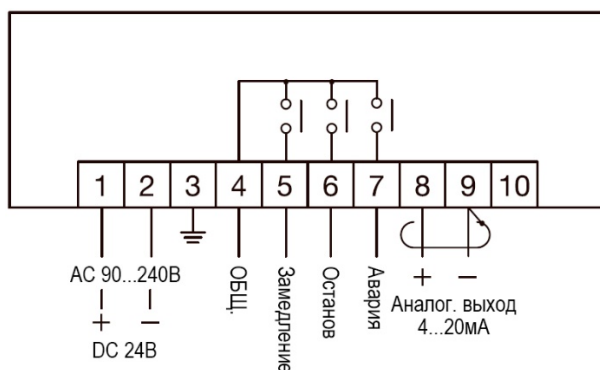 1 2 3 4 5 6 7 8 9 10
AC 90...240В
+ −
DC 24В
ОБЩ.
Замедление
Останов
Авария
+ −
Аналог. выход
4...20мА